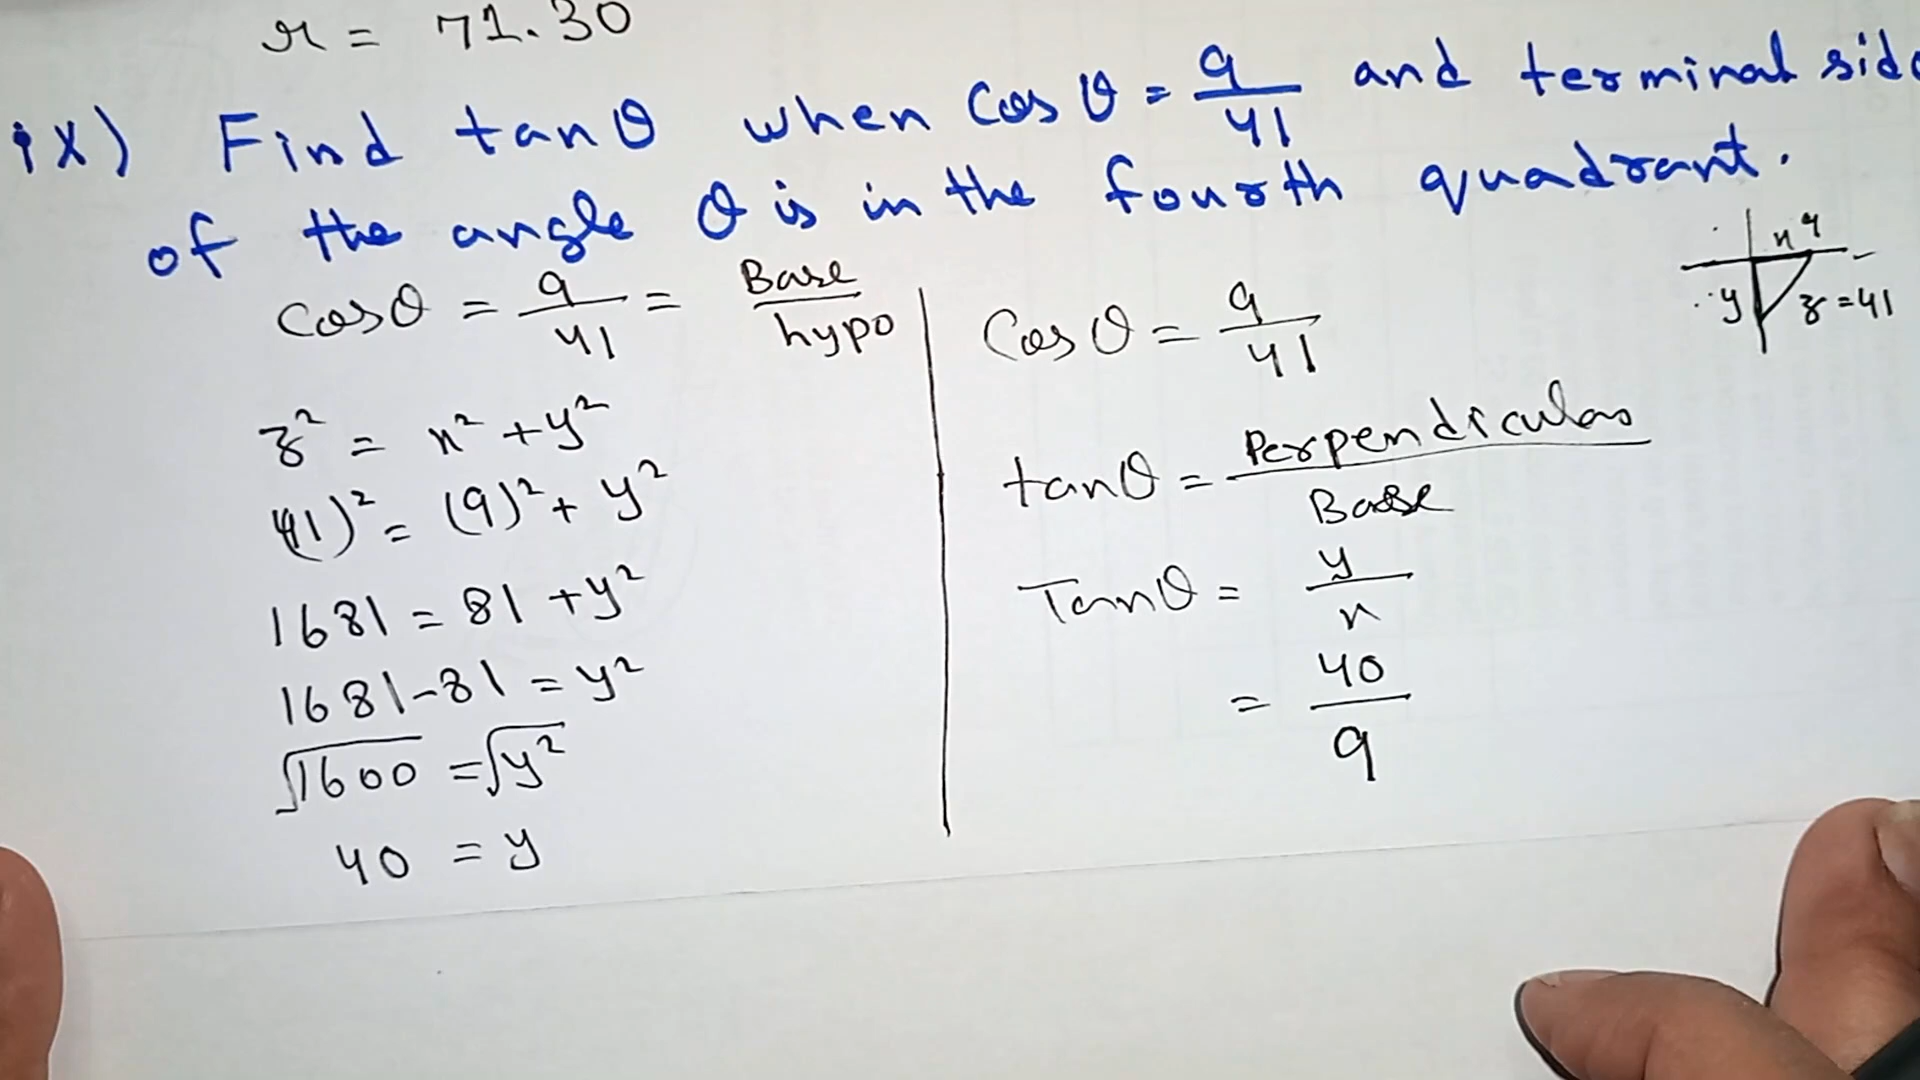 r = 71.30
ix) Find tanθ when Cosθ = 9/41 and terminal side
of the angle θ is in the fourth quadrant.
x 9
y z=41
Cosθ = 9/41 = Base/hypo
z² = x² + y²
(41)² = (9)² + y²
1681 = 81 + y²
1681-81 = y²
√1600 = √y²
40 = y
Cosθ = 9/41
tanθ = Perpendicular/Base
Tanθ = y/x
= 40/9